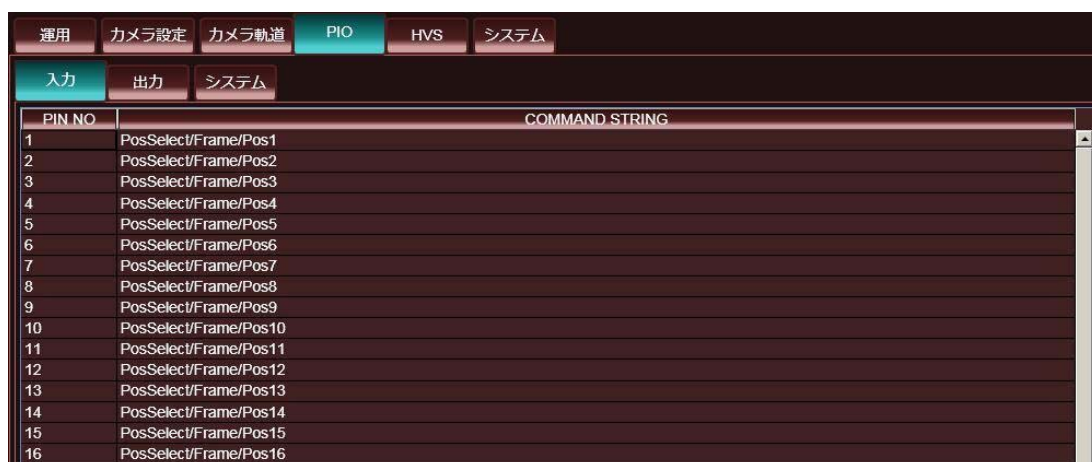 運用 カメラ設定 カメラ軌道 PIO HVS システム
入力 出力 システム
PIN NO COMMAND STRING
1 PosSelect/Frame/Pos1
2 PosSelect/Frame/Pos2
3 PosSelect/Frame/Pos3
4 PosSelect/Frame/Pos4
5 PosSelect/Frame/Pos5
6 PosSelect/Frame/Pos6
7 PosSelect/Frame/Pos7
8 PosSelect/Frame/Pos8
9 PosSelect/Frame/Pos9
10 PosSelect/Frame/Pos10
11 PosSelect/Frame/Pos11
12 PosSelect/Frame/Pos12
13 PosSelect/Frame/Pos13
14 PosSelect/Frame/Pos14
15 PosSelect/Frame/Pos15
16 PosSelect/Frame/Pos16